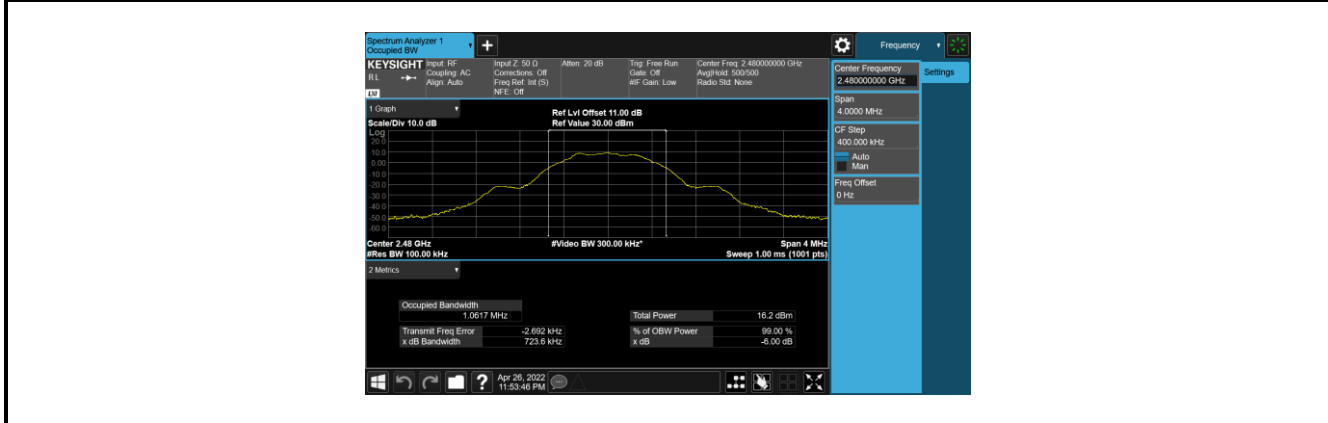 Spectrum Analyzer 1
Occupied BW
+
Frequency
KEYSIGHT
RL
LXI
Input: RF
Coupling: AC
Align: Auto
Input Z: 50 Ω
Corrections: Off
Freq Ref: Int (S)
NFE: Off
Atten: 20 dB
Trig: Free Run
Gate: Off
#IF Gain: Low
Center Freq: 2.480000000 GHz
Avg|Hold: 500/500
Radio Std: None
Center Frequency
2.480000000 GHz
Settings
Span
4.0000 MHz
CF Step
400.000 kHz
Auto
Man
Freq Offset
0 Hz
1 Graph
Scale/Div 10.0 dB
Ref Lvl Offset 11.00 dB
Ref Value 30.00 dBm
Log
20.0
10.0
0.00
-10.0
-20.0
-30.0
-40.0
-50.0
-60.0
Center 2.48 GHz
#Video BW 300.00 kHz*
Span 4 MHz
#Res BW 100.00 kHz
Sweep 1.00 ms (1001 pts)
2 Metrics
Occupied Bandwidth
1.0617 MHz
Total Power 16.2 dBm
Transmit Freq Error -2.692 kHz
% of OBW Power 99.00 %
x dB Bandwidth 723.6 kHz
x dB -6.00 dB
?
Apr 26, 2022
11:53:46 PM